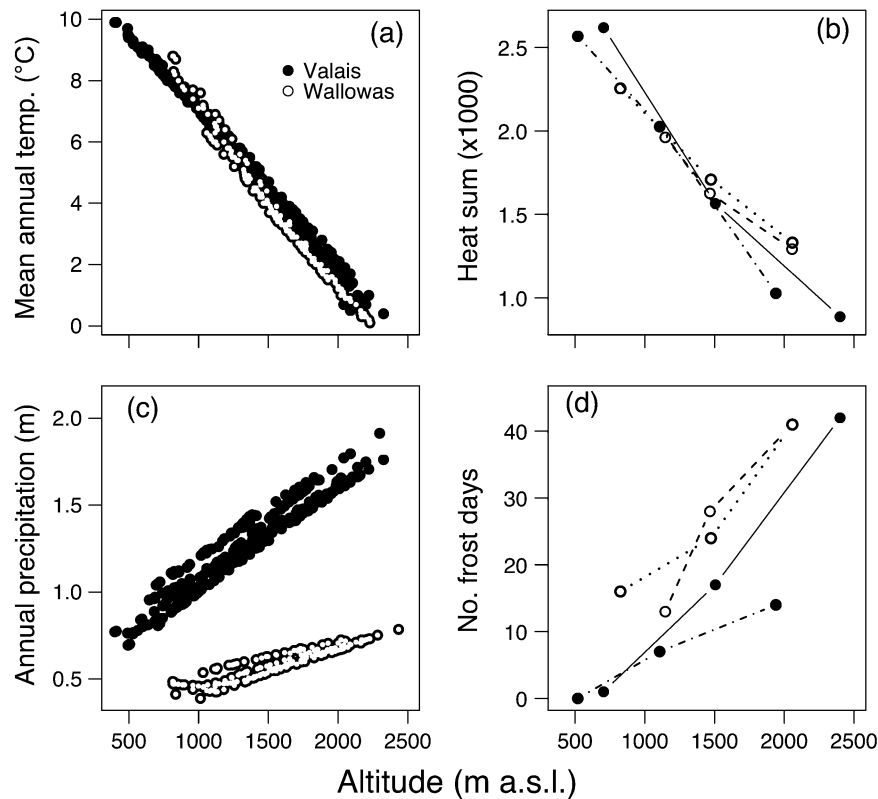 (a)
Valais
Wallowas
Mean annual temp. (°C)
10
8
6
4
2
0
(b)
Heat sum (x1000)
2.5
2.0
1.5
1.0
(c)
Annual precipitation (m)
2.0
1.5
1.0
0.5
500 1000 1500 2000 2500
(d)
No. frost days
40
30
20
10
0
500 1000 1500 2000 2500
Altitude (m a.s.l.)